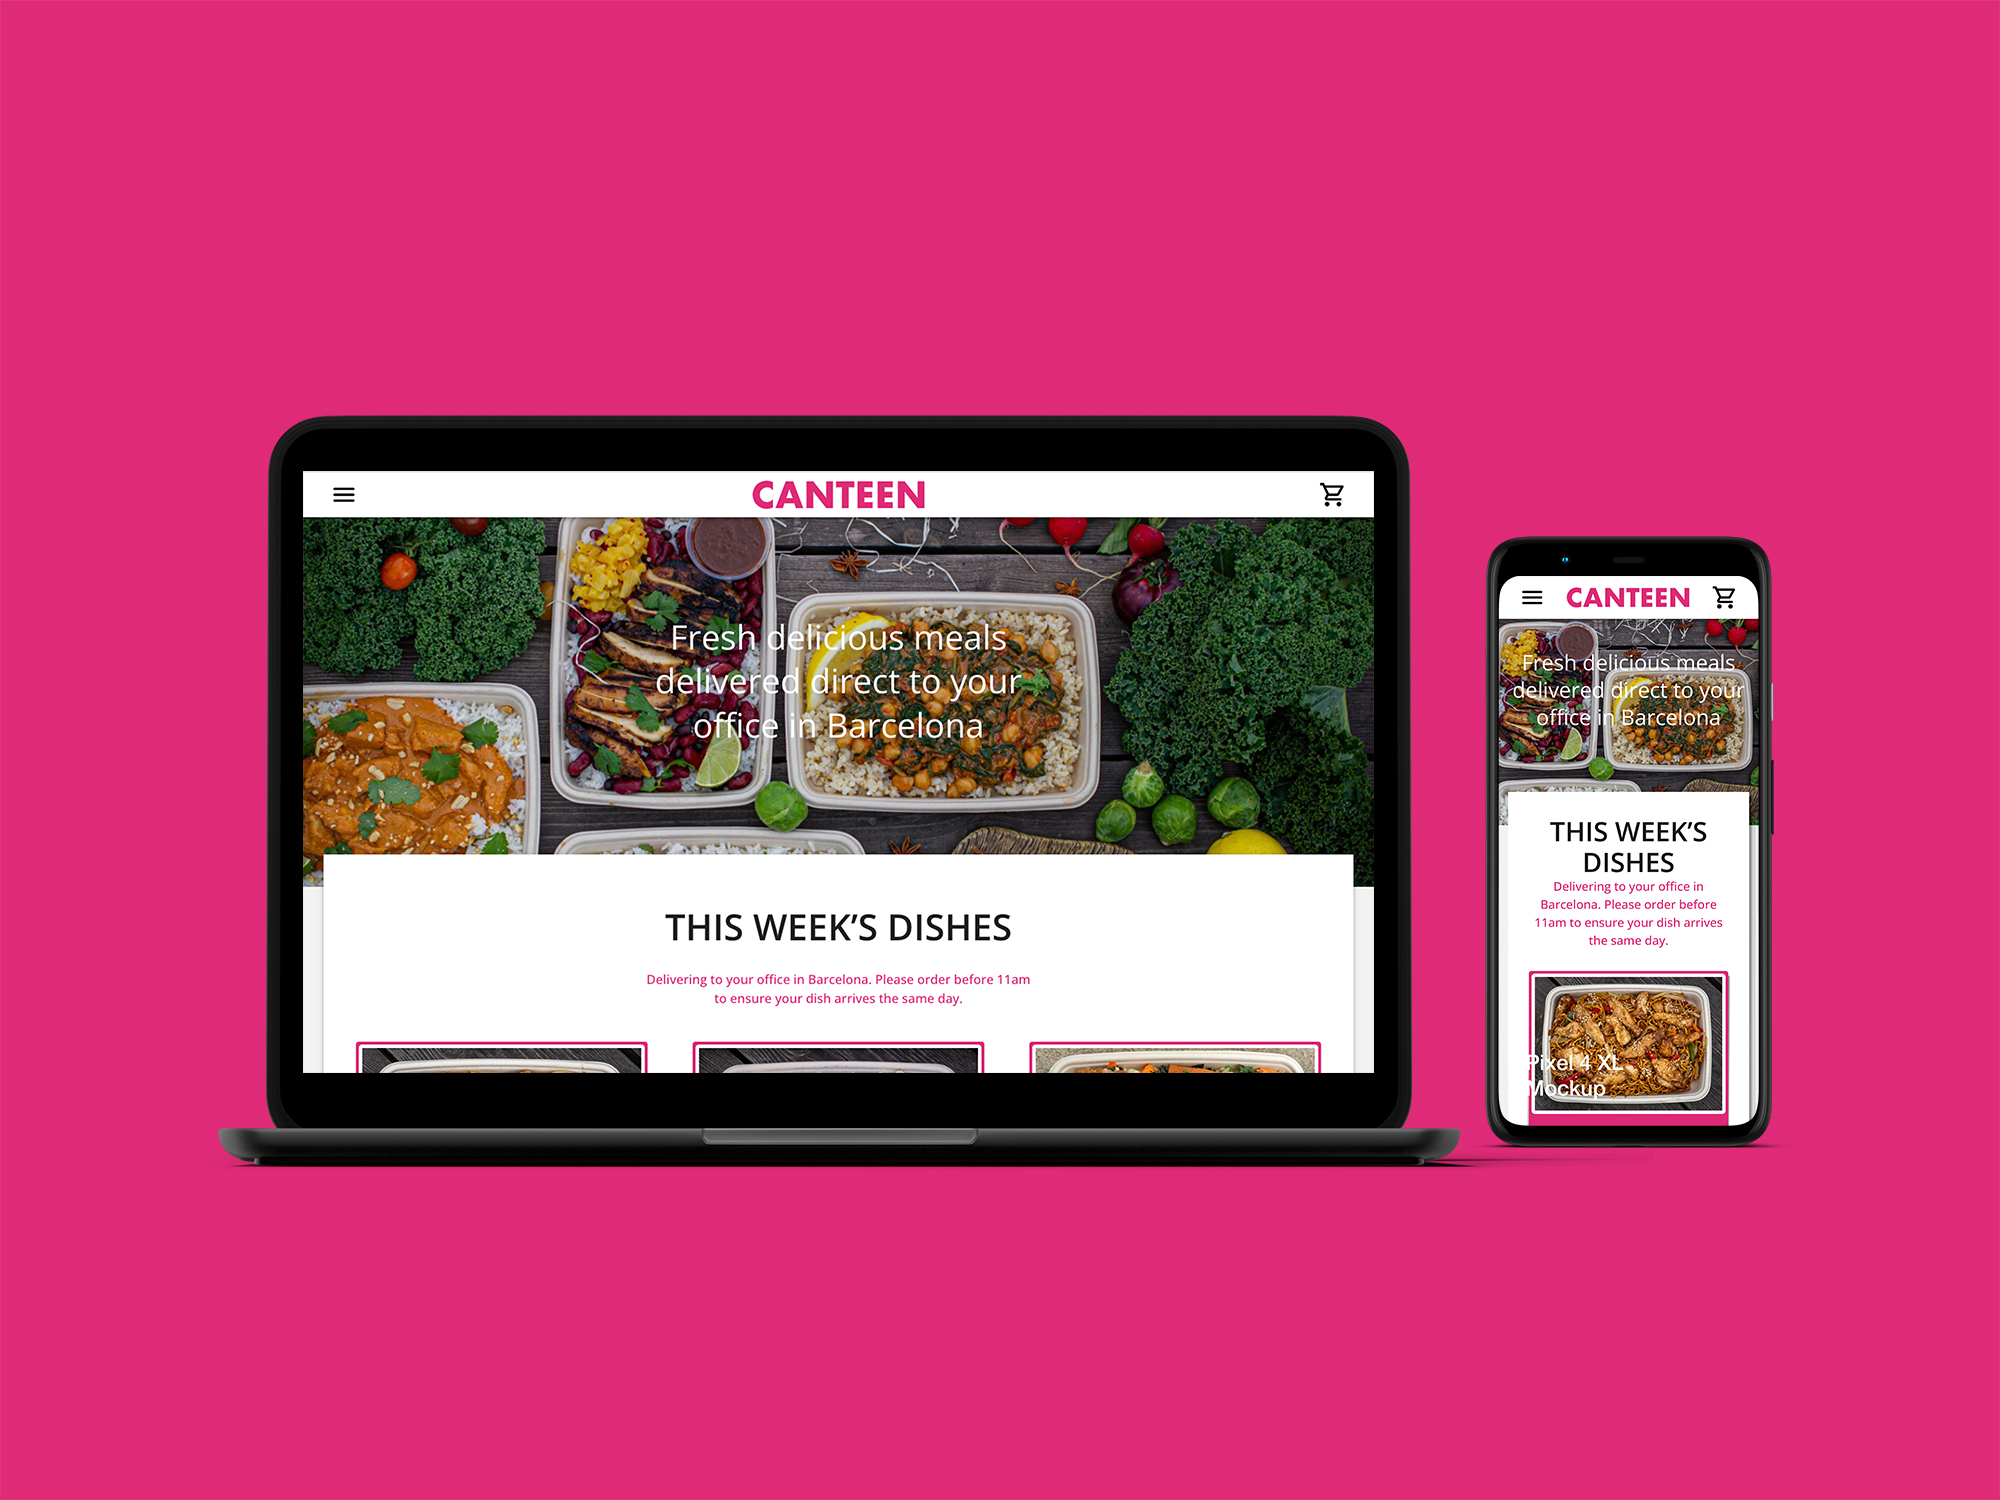 CANTEEN
Fresh delicious meals
delivered direct to your
office in Barcelona
THIS WEEK'S DISHES
Delivering to your office in Barcelona. Please order before 11am
to ensure your dish arrives the same day.
CANTEEN
Fresh delicious meals
delivered direct to your
office in Barcelona
THIS WEEK'S
DISHES
Delivering to your office in
Barcelona. Please order before
11am to ensure your dish arrives
the same day.
Pixel 4 XL
Mockup